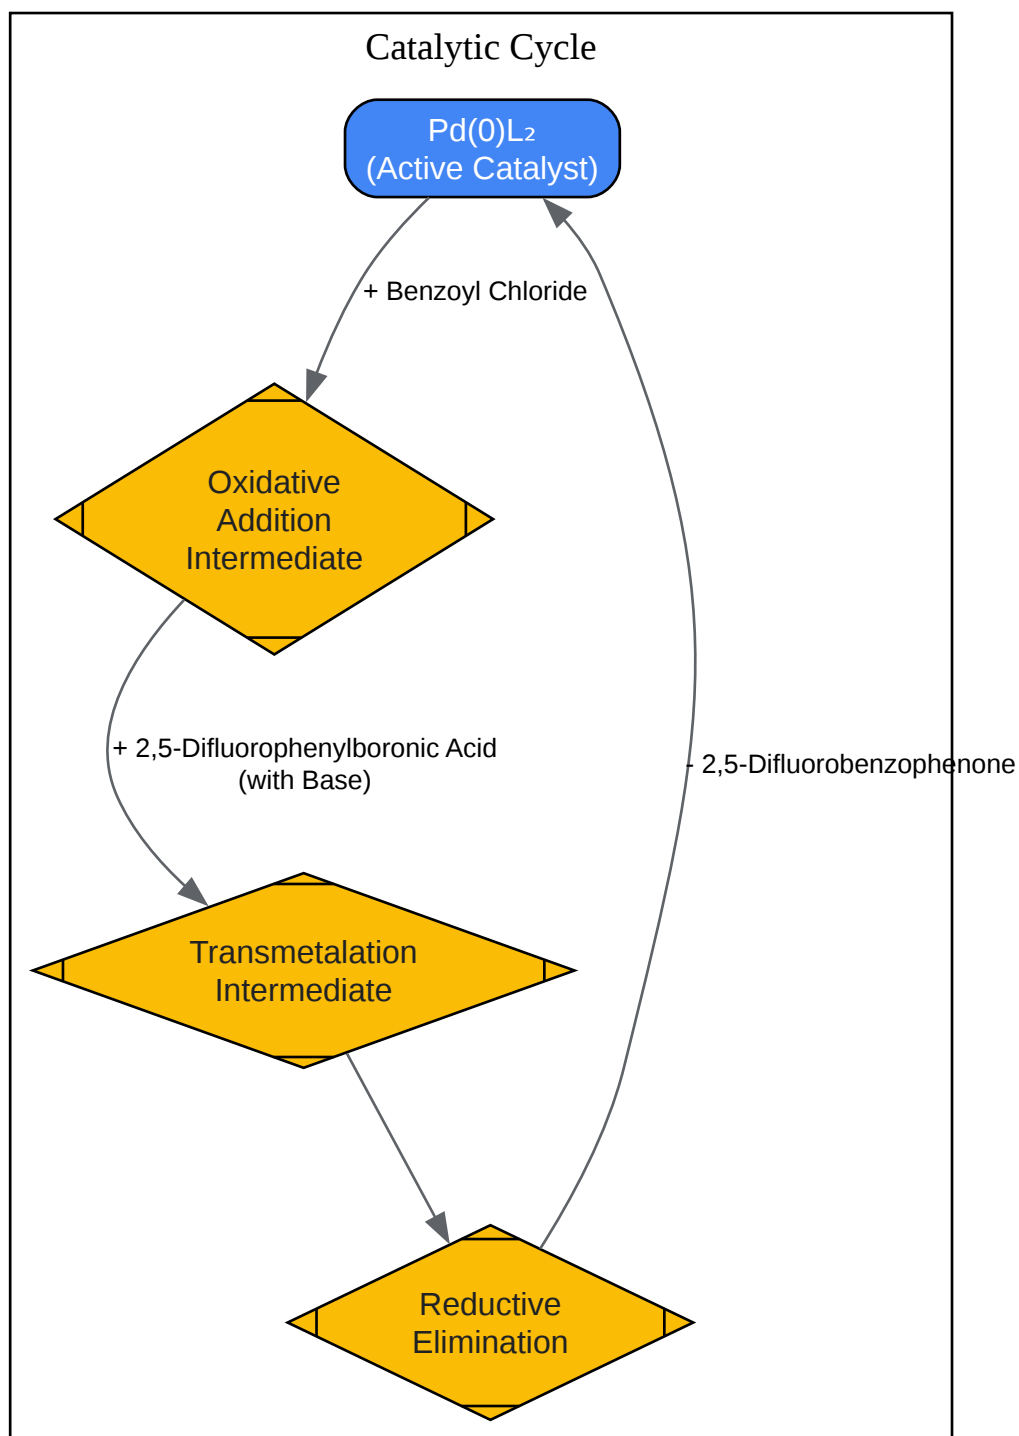 Catalytic Cycle
Pd(0)L₂
(Active Catalyst)
+ Benzoyl Chloride
Oxidative
Addition
Intermediate
+ 2,5-Difluorophenylboronic Acid
(with Base)
- 2,5-Difluorobenzophenone
Transmetalation
Intermediate
Reductive
Elimination